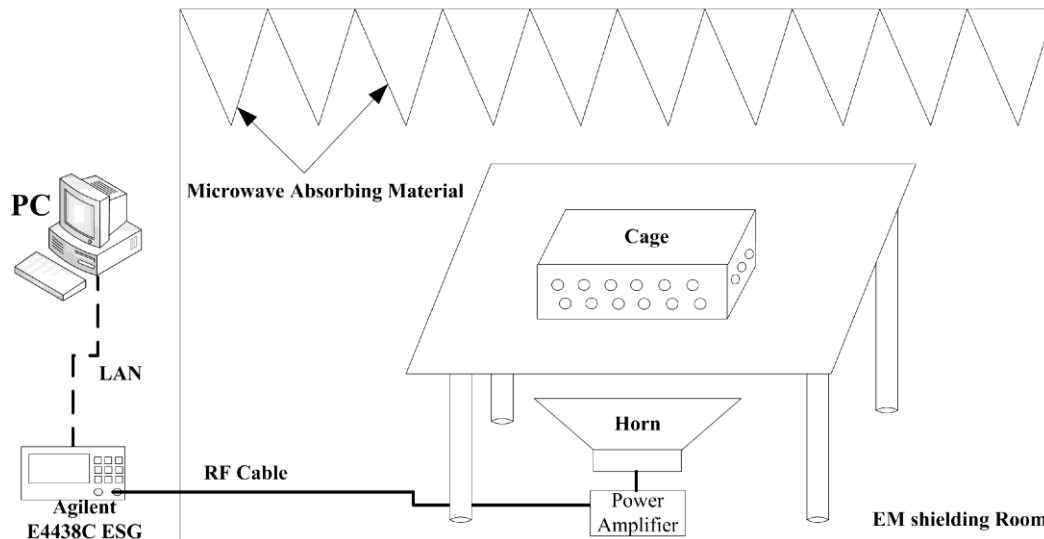 Microwave Absorbing Material
PC
Cage
LAN
Horn
RF Cable
Agilent
E4438C ESG
Power
Amplifier
EM shielding Room